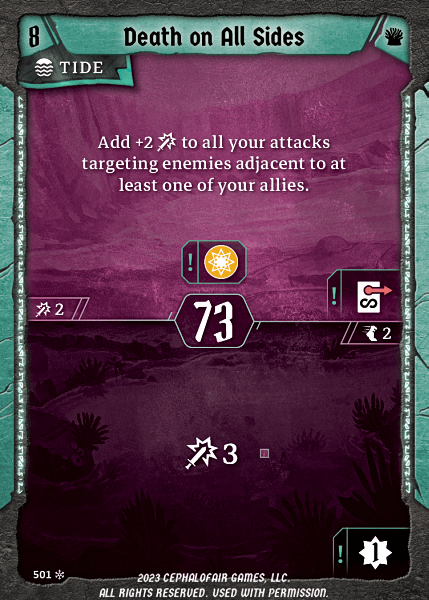 8
Death on All Sides
TIDE
Add +2 to all your attacks
targeting enemies adjacent to at
least one of your allies.
!
!
2
73
2
3
!
1
501
2023 CEPHALOFAIR GAMES, LLC.
ALL RIGHTS RESERVED. USED WITH PERMISSION.